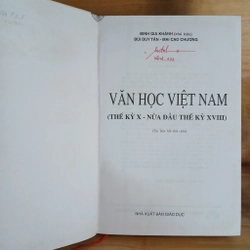 ĐINH GIA KHÁNH (chủ biên)
BÙI DUY TÂN - MAI CAO CHƯƠNG
VĂN HỌC VIỆT NAM
(THẾ KỶ X - NỬA ĐẦU THẾ KỶ XVIII)
NHÀ XUẤT BẢN GIÁO DỤC